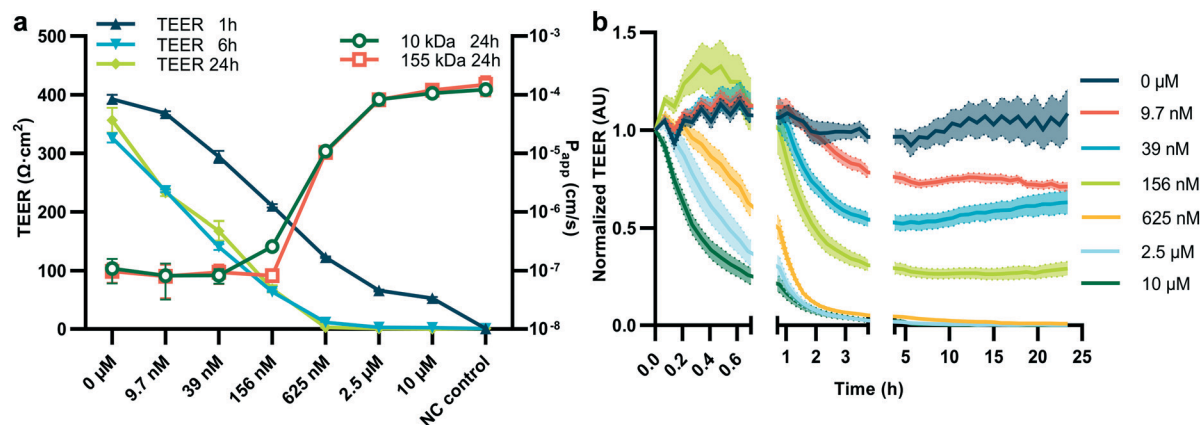 a
TEER 1h
TEER 6h
TEER 24h
10 kDa 24h
155 kDa 24h
500
400
300
200
100
0
TEER (Ω·cm²)
10⁻³
10⁻⁴
10⁻⁵
10⁻⁶
10⁻⁷
10⁻⁸
Papp (cm/s)
0 µM
9.7 nM
39 nM
156 nM
625 nM
2.5 µM
10 µM
NC control
b
1.5
1.0
0.5
0.0
Normalized TEER (AU)
0.0
0.2
0.4
0.6
1
2
3
5
10
15
20
25
Time (h)
0 µM
9.7 nM
39 nM
156 nM
625 nM
2.5 µM
10 µM